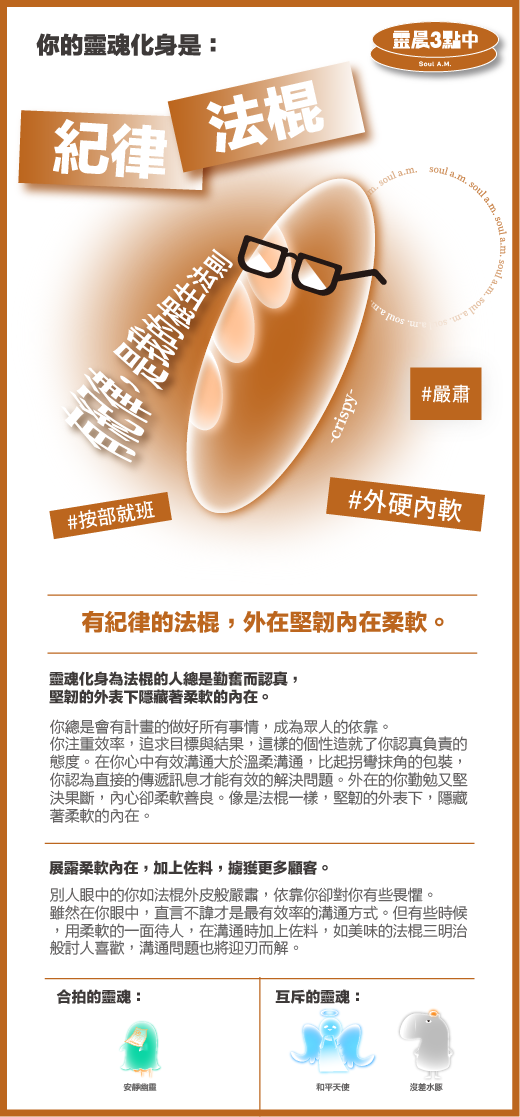 你的靈魂化身是：
靈晨3點中
Soul A.M.
紀律
法棍
soul a.m. soul a.m. soul a.m. soul a.m. soul a.m. soul a.m.
有紀律，是我的棍生法則
-crispy-
#嚴肅
#外硬內軟
#按部就班
有紀律的法棍，外在堅韌內在柔軟。
靈魂化身為法棍的人總是勤奮而認真，
堅韌的外表下隱藏著柔軟的內在。
你總是會有計畫的做好所有事情，成為眾人的依靠。
你注重效率，追求目標與結果，這樣的個性造就了你認真負責的
態度。在你心中有效溝通大於溫柔溝通，比起拐彎抹角的包裝，
你認為直接的傳遞訊息才能有效的解決問題。外在的你勤勉又堅
決果斷，內心卻柔軟善良。像是法棍一樣，堅韌的外表下，隱藏
著柔軟的內在。
展露柔軟內在，加上佐料，擄獲更多顧客。
別人眼中的你如法棍外皮般嚴肅，依靠你卻對你有些畏懼。
雖然在你眼中，直言不諱才是最有效率的溝通方式。但有些時候
，用柔軟的一面待人，在溝通時加上佐料，如美味的法棍三明治
般討人喜歡，溝通問題也將迎刃而解。
合拍的靈魂：
互斥的靈魂：
安靜幽靈
和平天使
沒差水豚